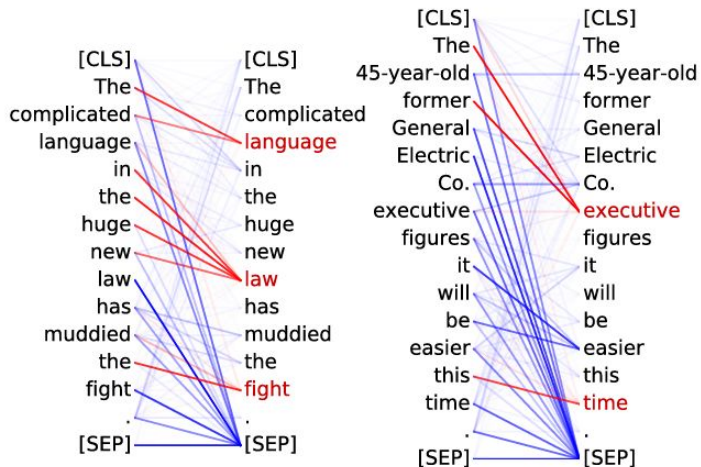 [CLS] [CLS]
The The
complicated complicated
language language
in in
the the
huge huge
new new
law law
has has
muddied muddied
the the
fight fight
. .
[SEP] [SEP]
[CLS] [CLS]
The The
45-year-old 45-year-old
former former
General General
Electric Electric
Co. Co.
executive executive
figures figures
it it
will will
be be
easier easier
this this
time time
. .
[SEP] [SEP]